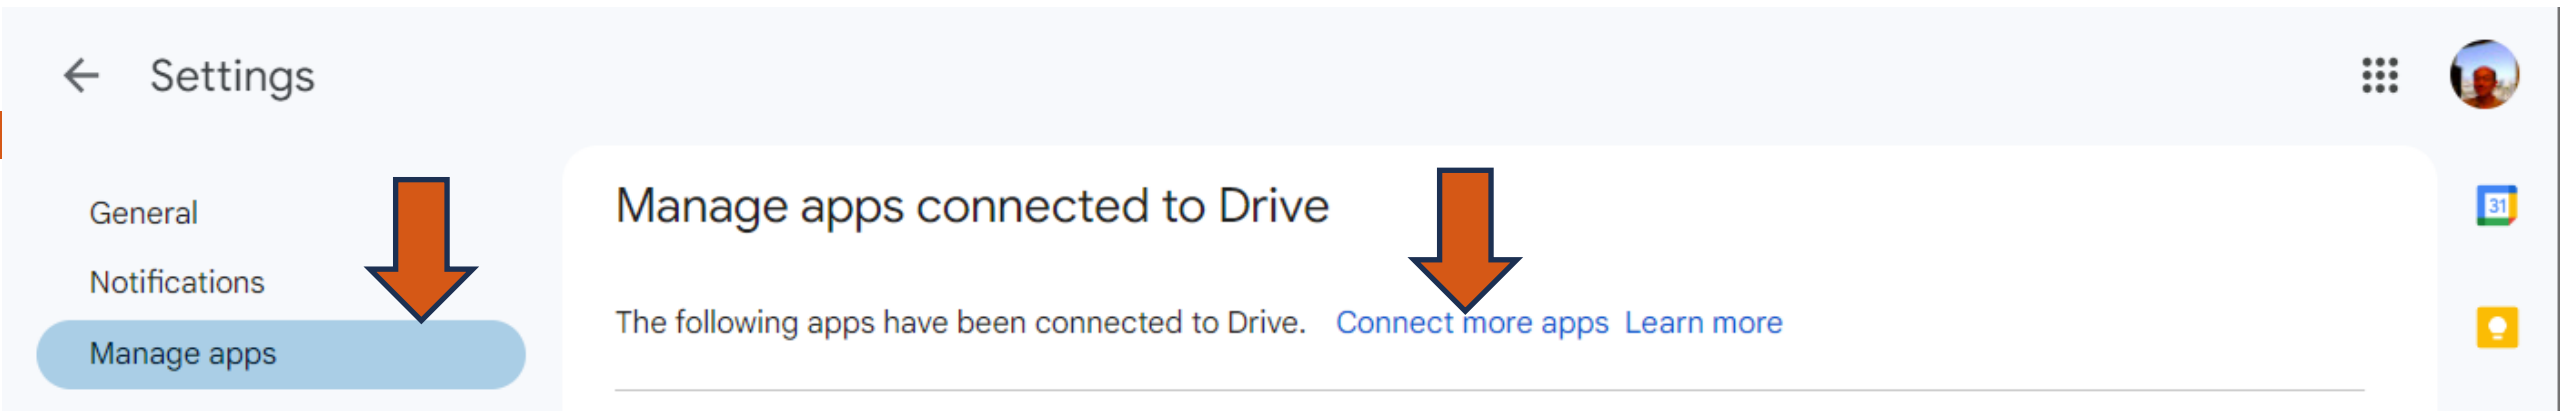 Settings
General
Notifications
Manage apps
Manage apps connected to Drive
The following apps have been connected to Drive. Connect more apps Learn more
31